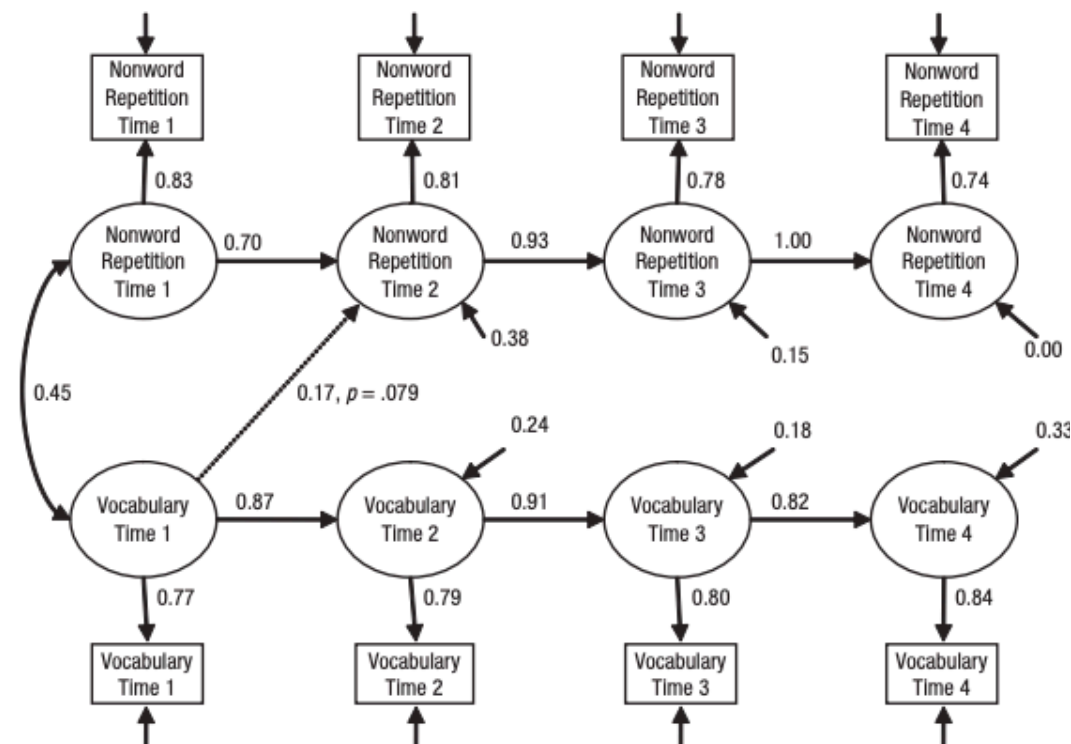 Nonword
Repetition
Time 1
Nonword
Repetition
Time 2
Nonword
Repetition
Time 3
Nonword
Repetition
Time 4
0.83
0.81
0.78
0.74
Nonword
Repetition
Time 1
0.70
Nonword
Repetition
Time 2
0.93
Nonword
Repetition
Time 3
1.00
Nonword
Repetition
Time 4
0.38
0.15
0.00
0.45
0.17, p = .079
0.24
0.18
0.33
Vocabulary
Time 1
0.87
Vocabulary
Time 2
0.91
Vocabulary
Time 3
0.82
Vocabulary
Time 4
0.77
0.79
0.80
0.84
Vocabulary
Time 1
Vocabulary
Time 2
Vocabulary
Time 3
Vocabulary
Time 4